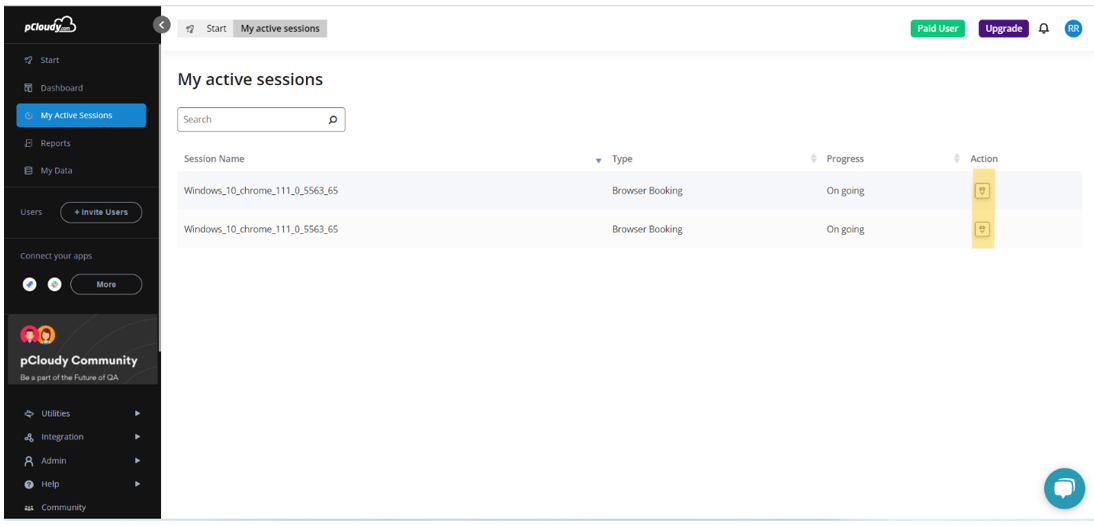 pCloudy.com
Start
My active sessions
Paid User
Upgrade
RR
Start
Dashboard
My Active Sessions
Reports
My Data
Users
+ Invite Users
Connect your apps
More
pCloudy Community
Be a part of the Future of QA
Utilities
Integration
Admin
Help
Community
My active sessions
Search
Session Name Type Progress Action
Windows_10_chrome_111_0_5563_65 Browser Booking On going
Windows_10_chrome_111_0_5563_65 Browser Booking On going